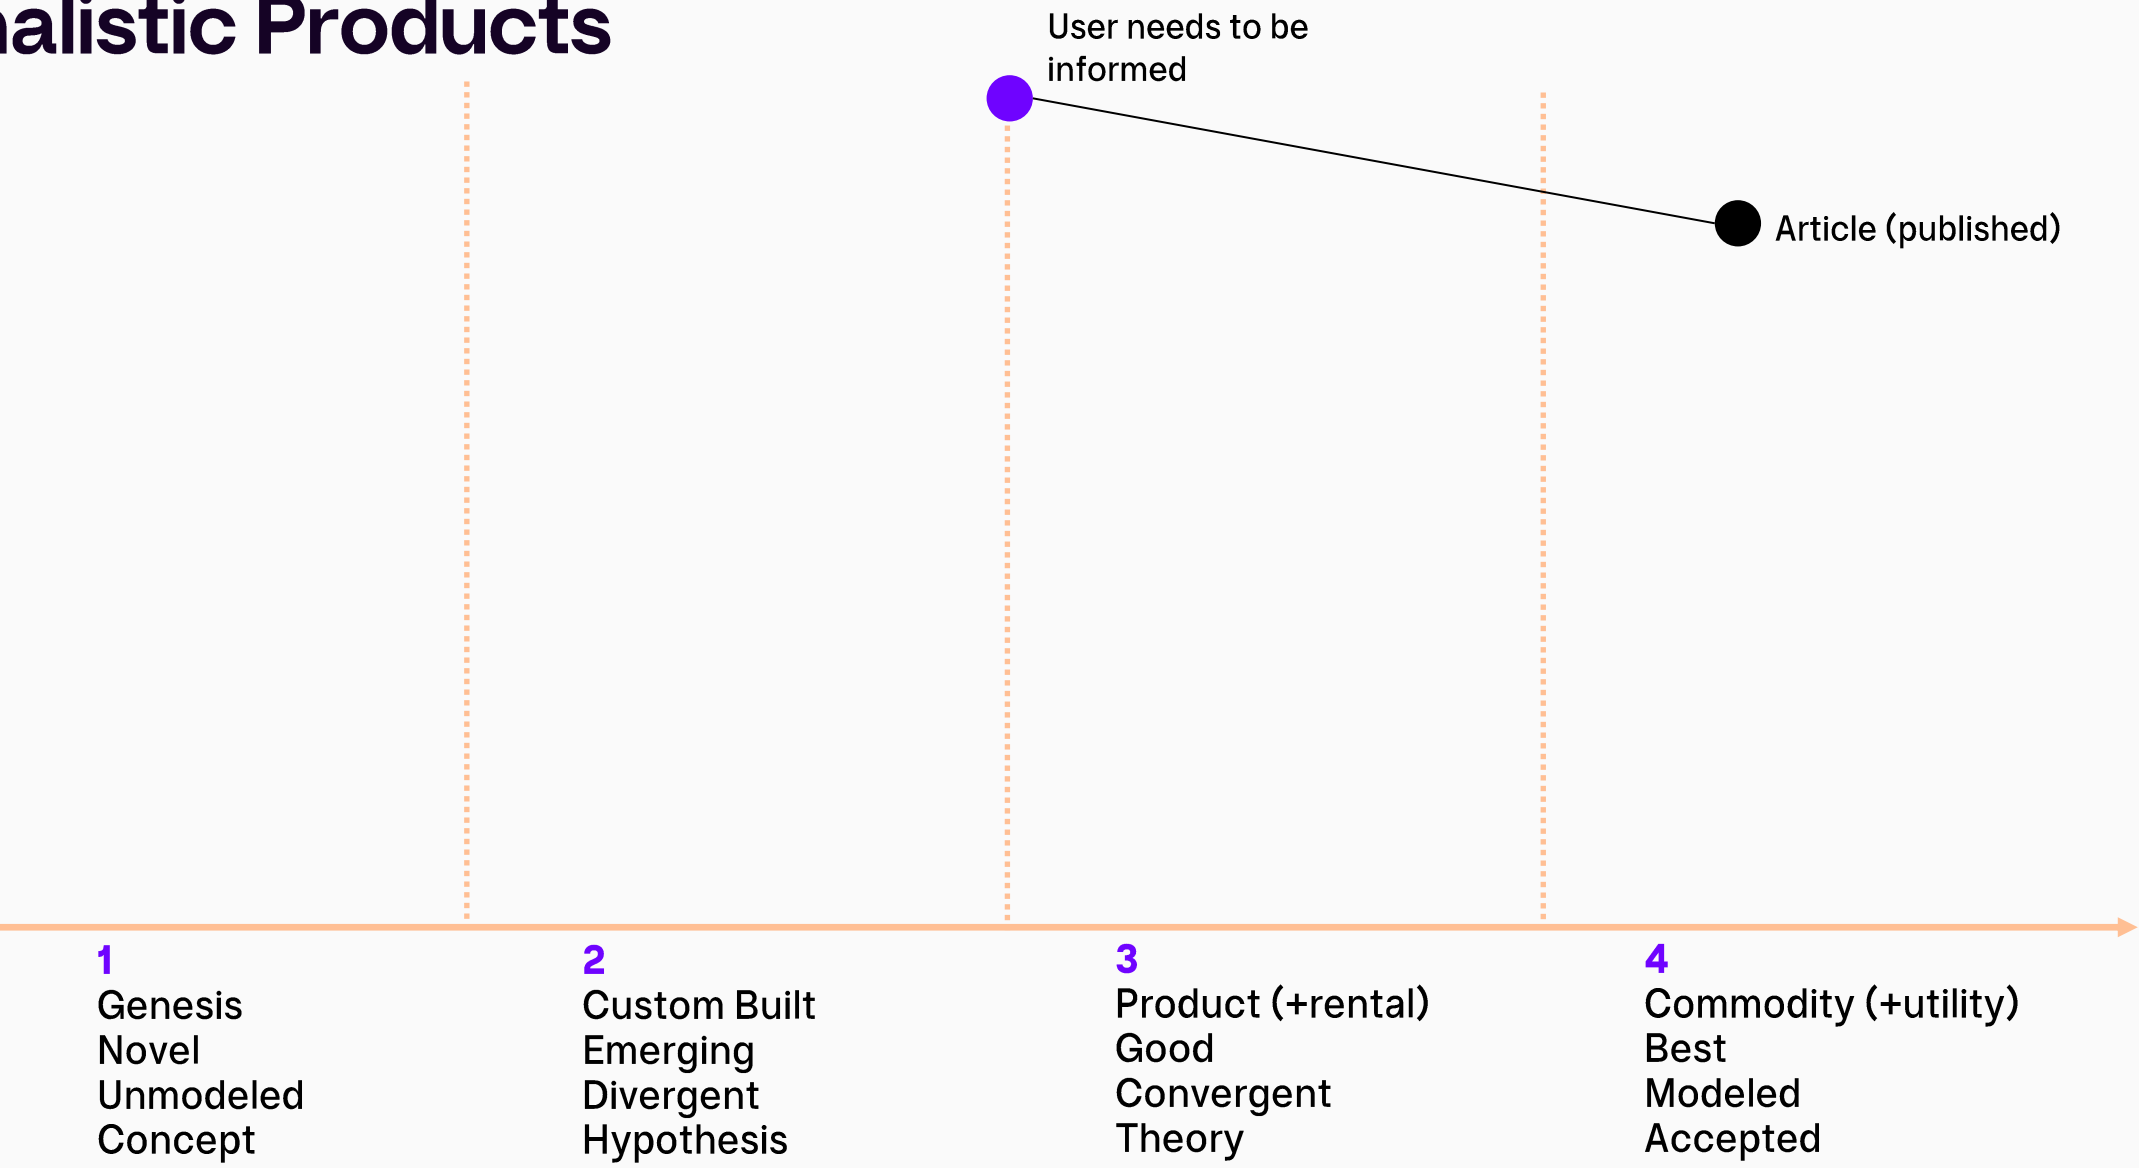 nalistic Products
User needs to be
informed
Article (published)
1
Genesis
Novel
Unmodeled
Concept
2
Custom Built
Emerging
Divergent
Hypothesis
3
Product (+rental)
Good
Convergent
Theory
4
Commodity (+utility)
Best
Modeled
Accepted